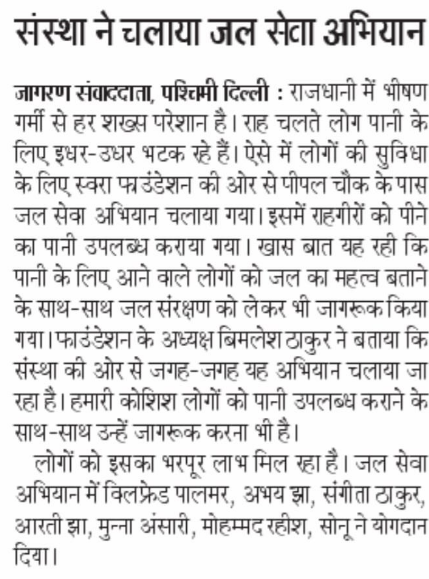 संस्था ने चलाया जल सेवा अभियान
जागरण संवाददाता, पश्चिमी दिल्ली : राजधानी में भीषण
गर्मी से हर शख्स परेशान है। राह चलते लोग पानी के
लिए इधर-उधर भटक रहे हैं। ऐसे में लोगों की सुविधा
के लिए स्वरा फाउंडेशन की ओर से पीपल चौक के पास
जल सेवा अभियान चलाया गया। इसमें राहगीरों को पीने
का पानी उपलब्ध कराया गया। खास बात यह रही कि
पानी के लिए आने वाले लोगों को जल का महत्व बताने
के साथ-साथ जल संरक्षण को लेकर भी जागरूक किया
गया। फाउंडेशन के अध्यक्ष बिमलेश ठाकुर ने बताया कि
संस्था की ओर से जगह-जगह यह अभियान चलाया जा
रहा है। हमारी कोशिश लोगों को पानी उपलब्ध कराने के
साथ-साथ उन्हें जागरूक करना भी है।
लोगों को इसका भरपूर लाभ मिल रहा है। जल सेवा
अभियान में विलफ्रेड पालमर, अभय झा, संगीता ठाकुर,
आरती झा, मुन्ना अंसारी, मोहम्मद रहीश, सोनू ने योगदान
दिया।